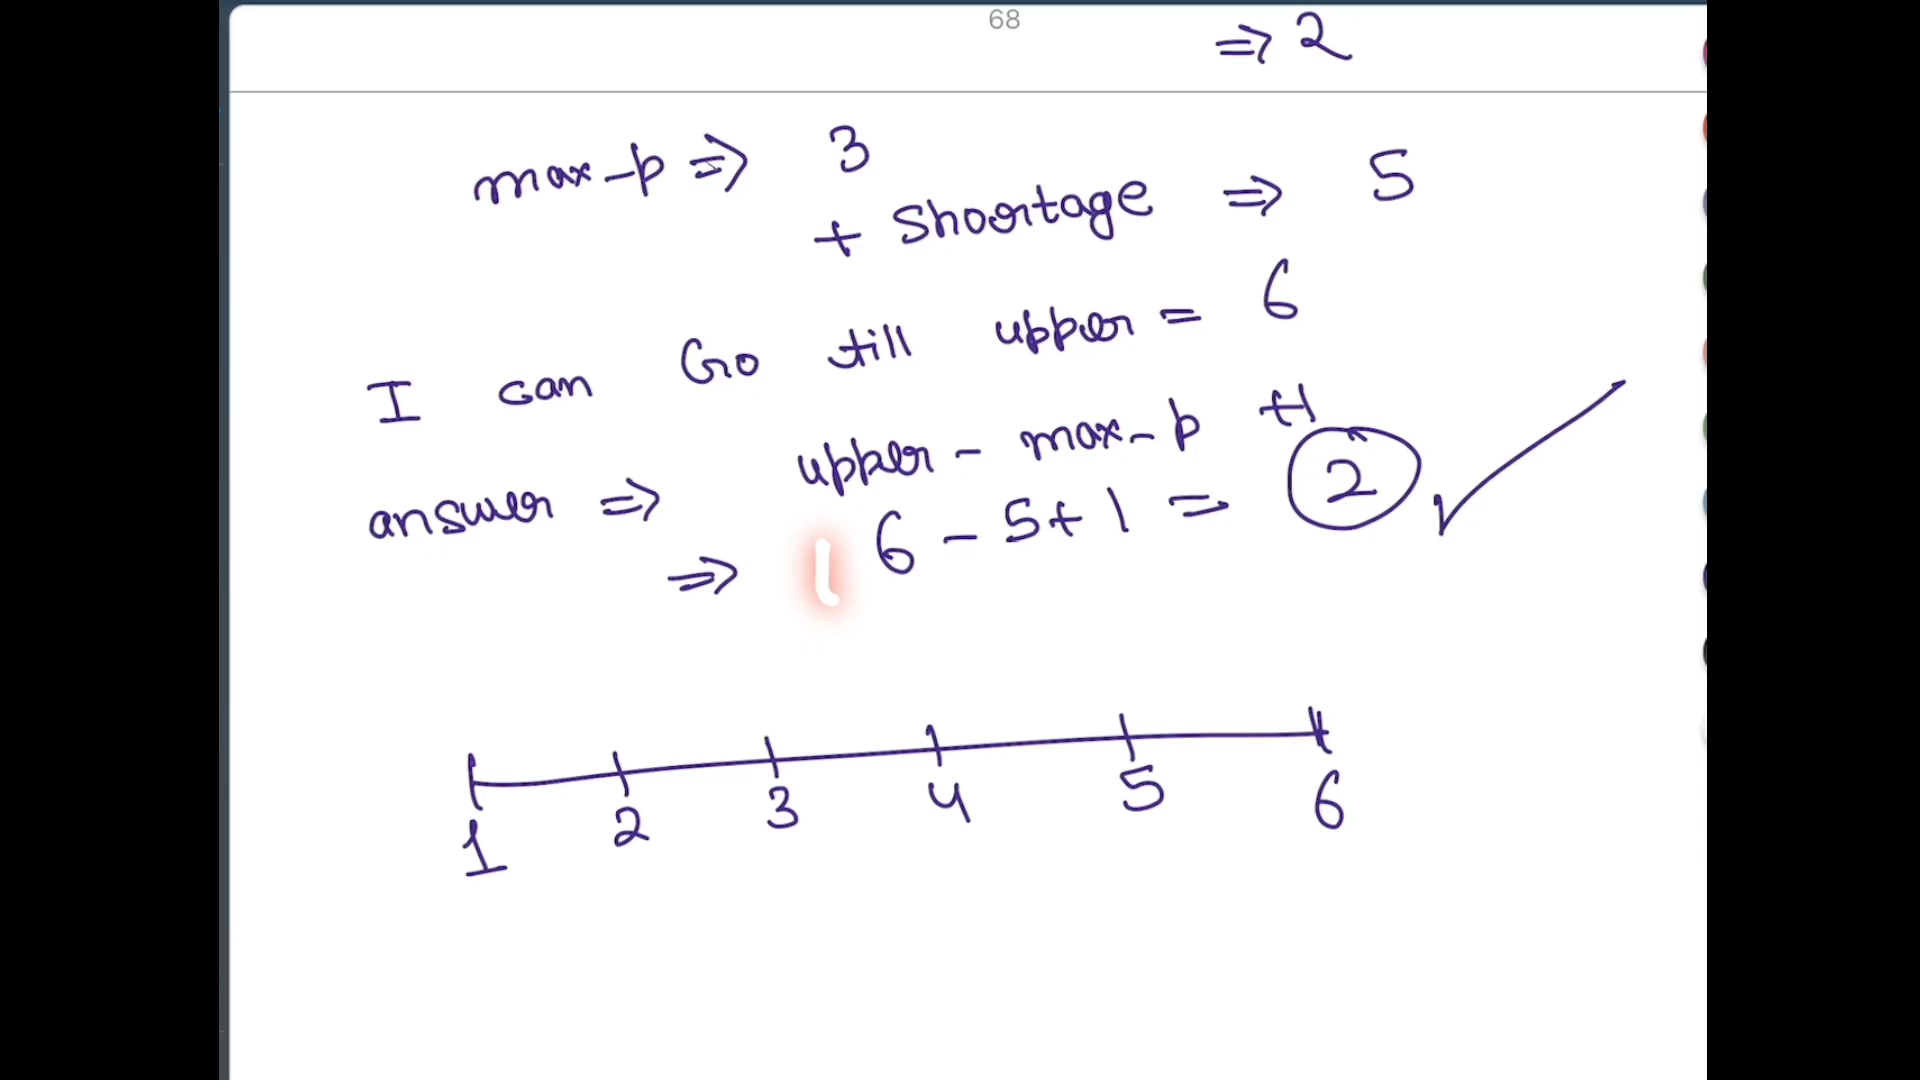 68
=> 2
max-p => 3
+ Shortage => 5
I can Go till upper = 6
answer => upper - max-p +1
=> 6 - 5 + 1 = 2
1 2 3 4 5 6